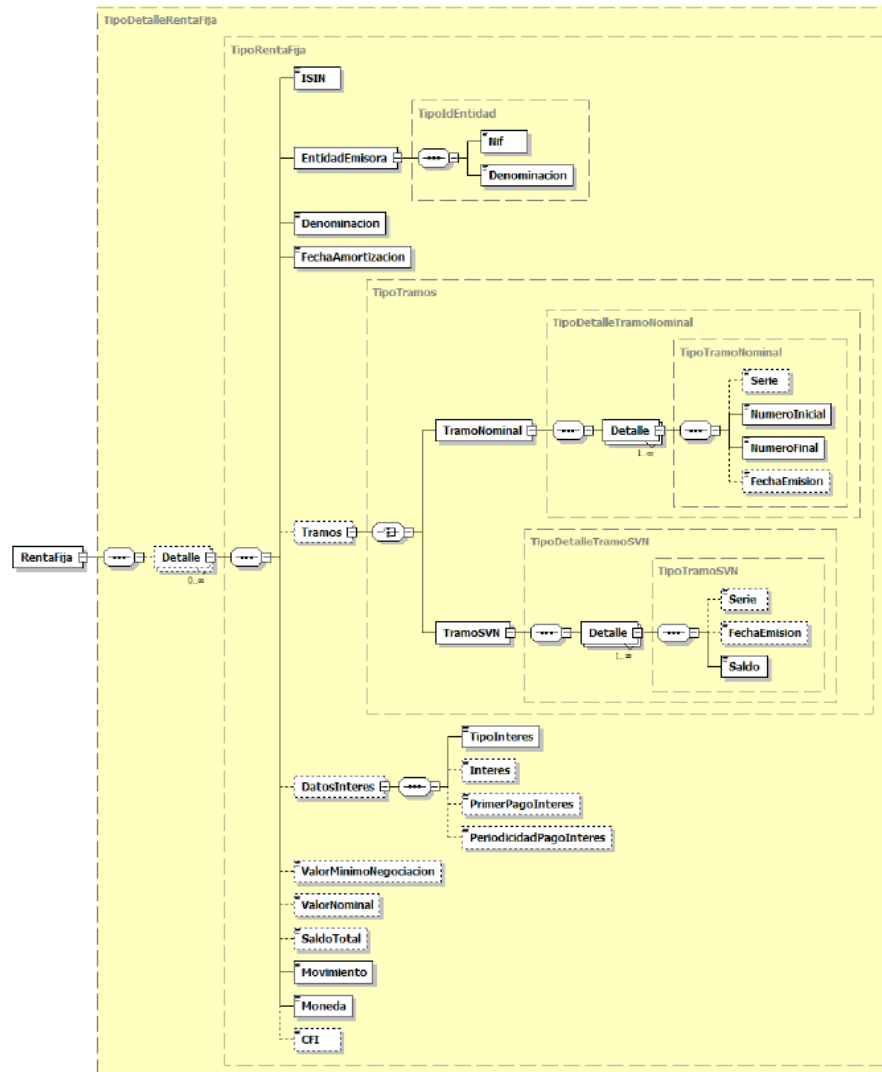 TipoDetalleRentaFija
TipoRentaFija
ISIN
TipoIdEntidad
Nif
EntidadEmisora
Denominacion
Denominacion
FechaAmortizacion
TipoTramos
TipoDetalleTramoNominal
TipoTramoNominal
Serie
NumeroInicial
TramoNominal
Detalle
1..∞
NumeroFinal
FechaEmision
Tramos
TipoDetalleTramoSVN
RentaFija
Detalle
0..∞
TipoTramoSVN
Serie
FechaEmision
TramoSVN
Detalle
1..∞
Saldo
TipoInteres
Interes
DatosInteres
PrimerPagoInteres
PeriodicidadPagoInteres
ValorMinimoNegociacion
ValorNominal
SaldoTotal
Movimiento
Moneda
CFI